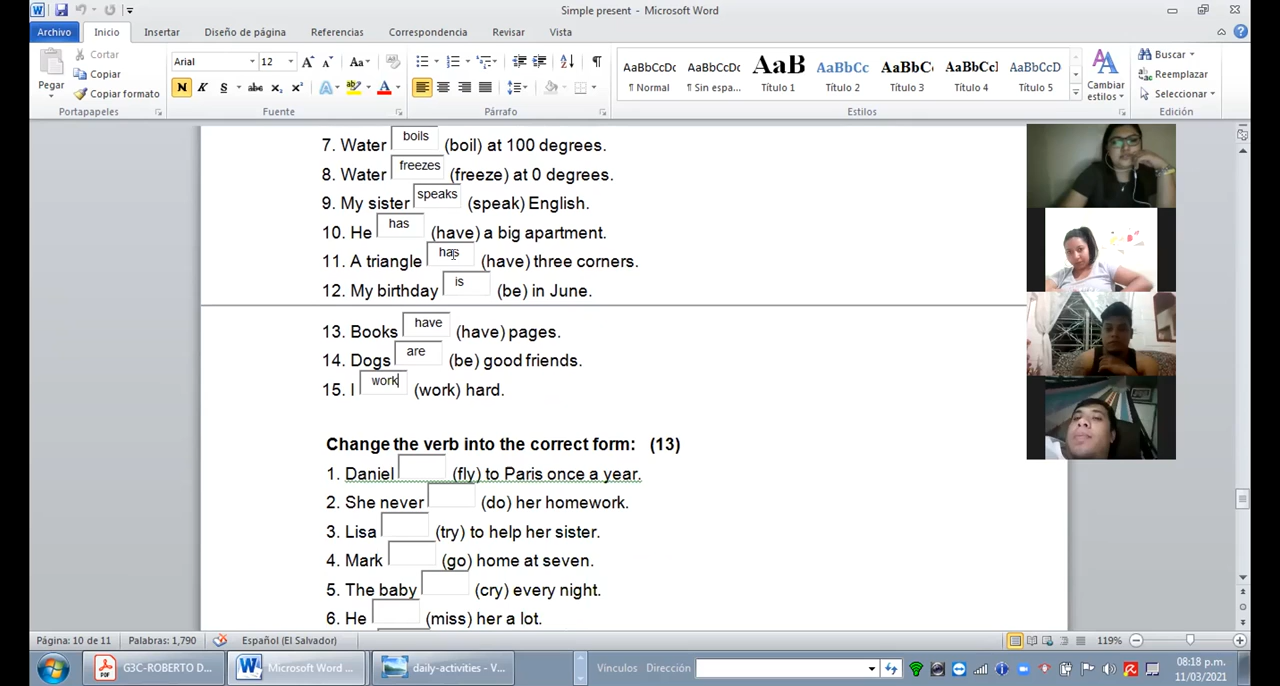 Simple present - Microsoft Word
Archivo Inicio Insertar Diseño de página Referencias Correspondencia Revisar Vista
Cortar
Copiar
Copiar formato
Pegar
Portapapeles
Arial 12
Fuente
Párrafo
AaBbCcDc AaBbCcDc AaB AaBbCc AaBbC AaBbCcI AaBbCcD
¶ Normal ¶ Sin espa... Título 1 Título 2 Título 3 Título 4 Título 5
Cambiar estilos
Estilos
Buscar
Reemplazar
Seleccionar
Edición
7. Water boils (boil) at 100 degrees.
8. Water freezes (freeze) at 0 degrees.
9. My sister speaks (speak) English.
10. He has (have) a big apartment.
11. A triangle has (have) three corners.
12. My birthday is (be) in June.
13. Books have (have) pages.
14. Dogs are (be) good friends.
15. I work (work) hard.
Change the verb into the correct form: (13)
1. Daniel (fly) to Paris once a year.
2. She never (do) her homework.
3. Lisa (try) to help her sister.
4. Mark (go) home at seven.
5. The baby (cry) every night.
6. He (miss) her a lot.
Página: 10 de 11 Palabras: 1,790 Español (El Salvador) 119%
G3C-ROBERTO D... Microsoft Word ... daily-activities - V... Vínculos Dirección 08:18 p.m.
11/03/2021